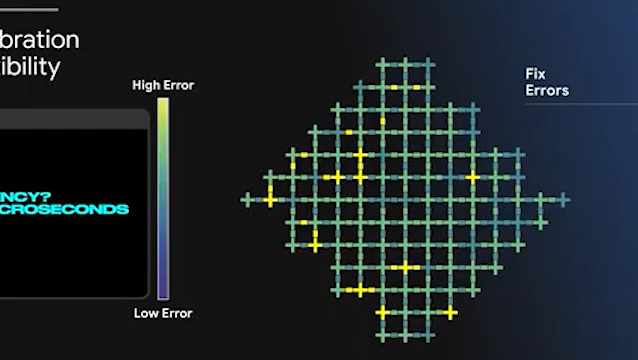 bration
ibility
High Error
NCY?
CROSECONDS
Low Error
Fix
Errors